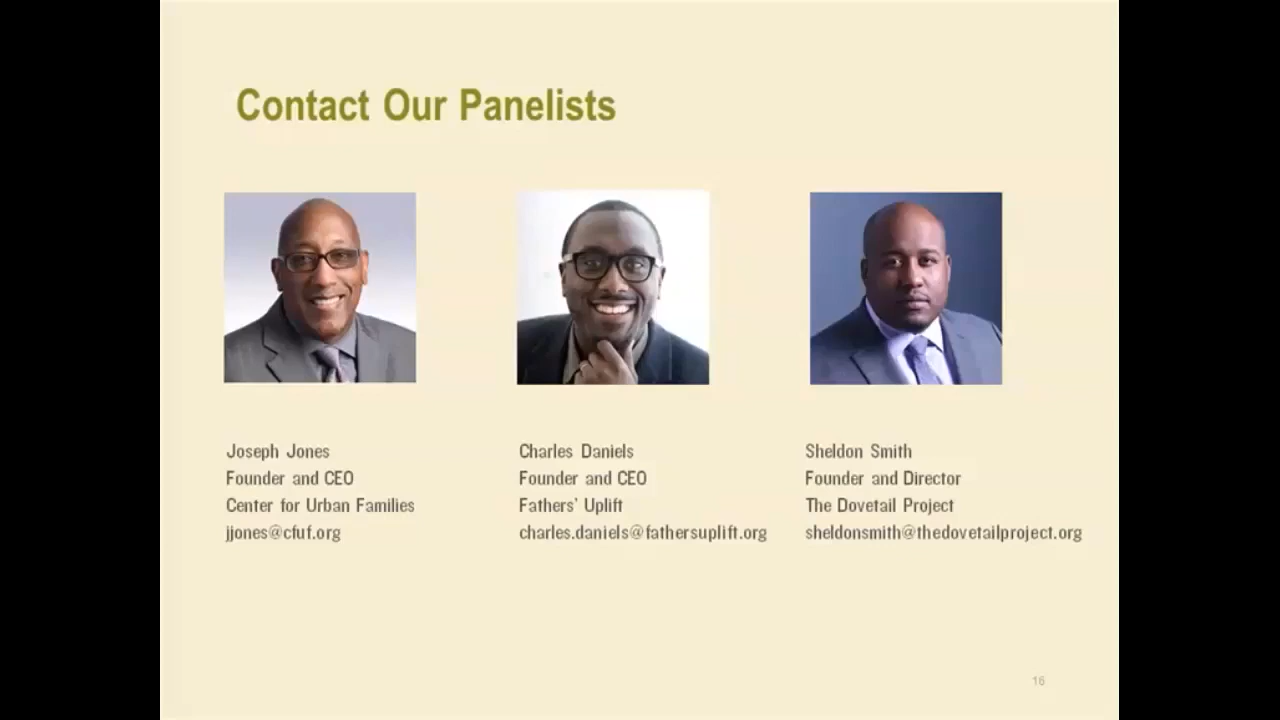 Contact Our Panelists
Joseph Jones
Founder and CEO
Center for Urban Families
jjones@cfuf.org
Charles Daniels
Founder and CEO
Fathers' Uplift
charles.daniels@fathersuplift.org
Sheldon Smith
Founder and Director
The Dovetail Project
sheldonsmith@thedovetailproject.org
16